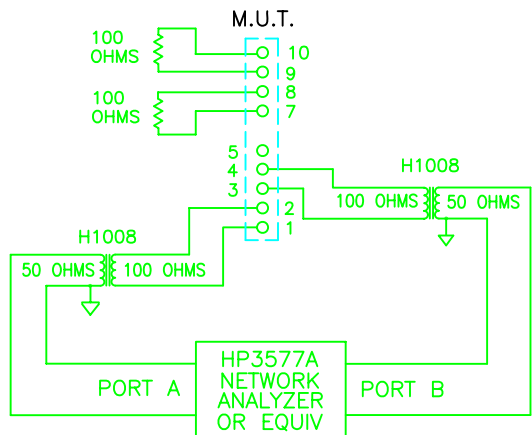 M.U.T.
100
OHMS
10
9
100
OHMS
8
7
5
4
3
2
1
H1008
100 OHMS
50 OHMS
H1008
50 OHMS
100 OHMS
PORT A
HP3577A
NETWORK
ANALYZER
OR EQUIV
PORT B